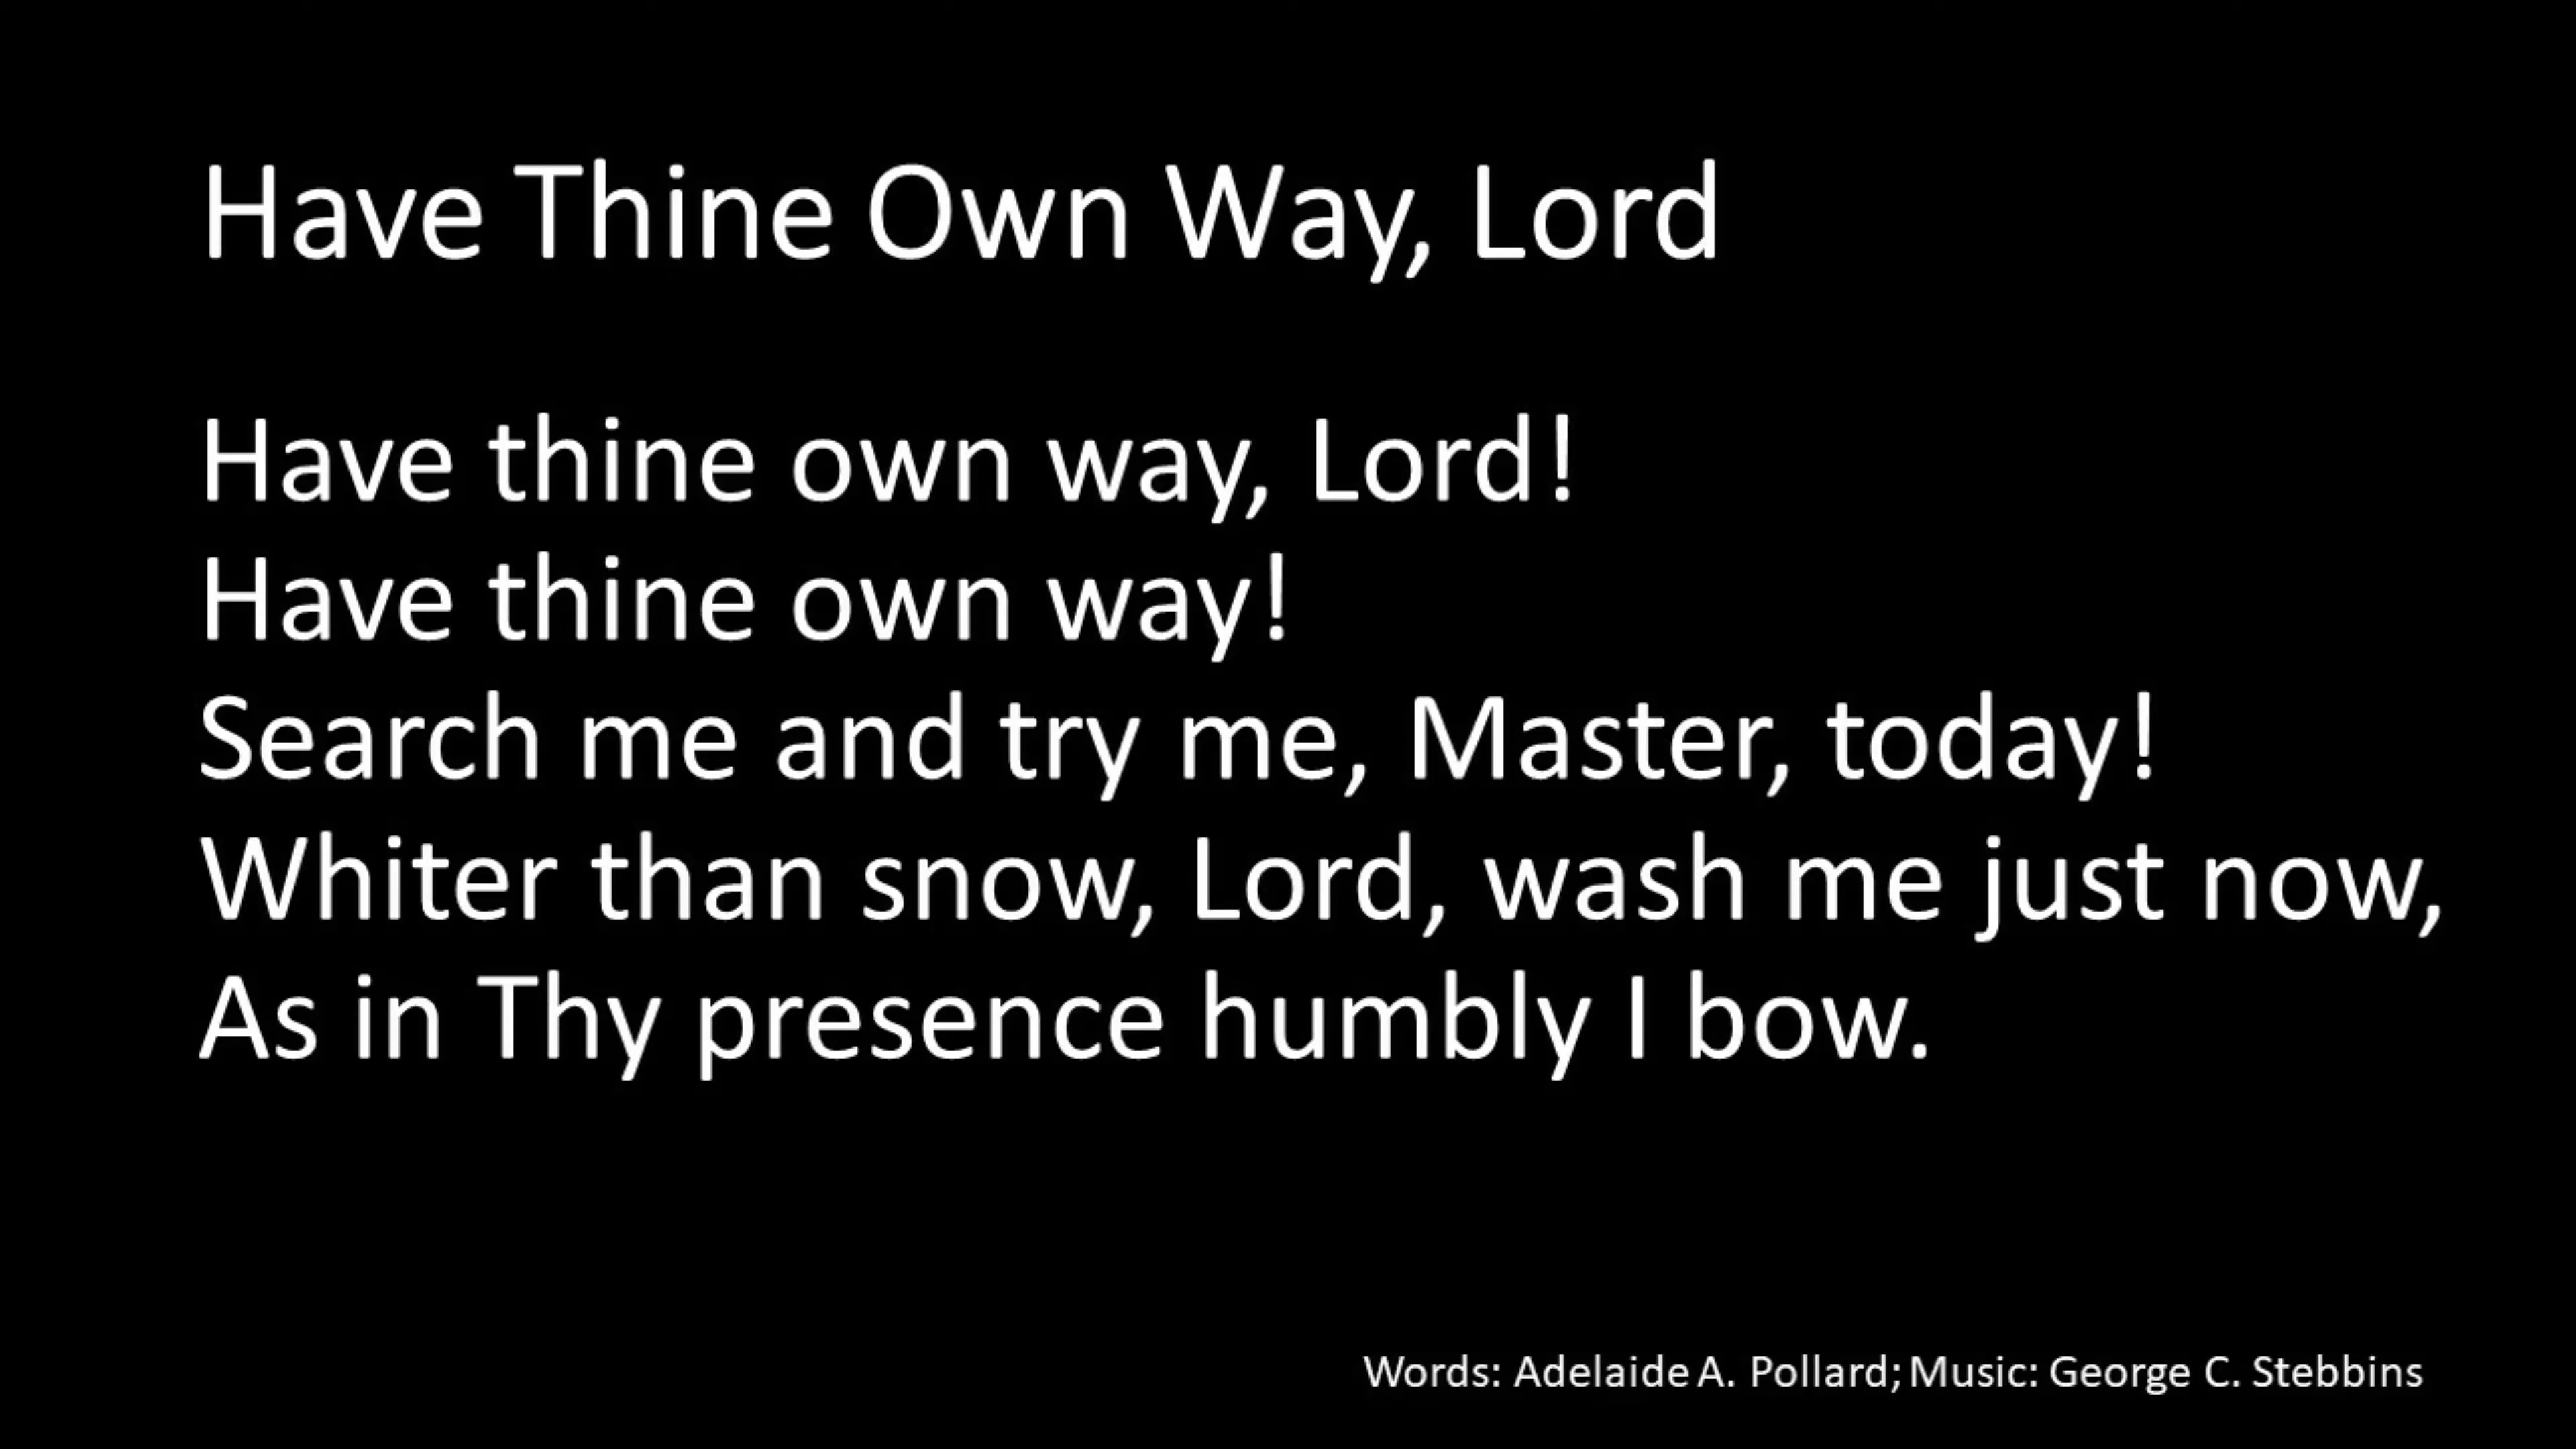 Have Thine Own Way, Lord
Have thine own way, Lord!
Have thine own way!
Search me and try me, Master, today!
Whiter than snow, Lord, wash me just now,
As in Thy presence humbly I bow.
Words: Adelaide A. Pollard; Music: George C. Stebbins